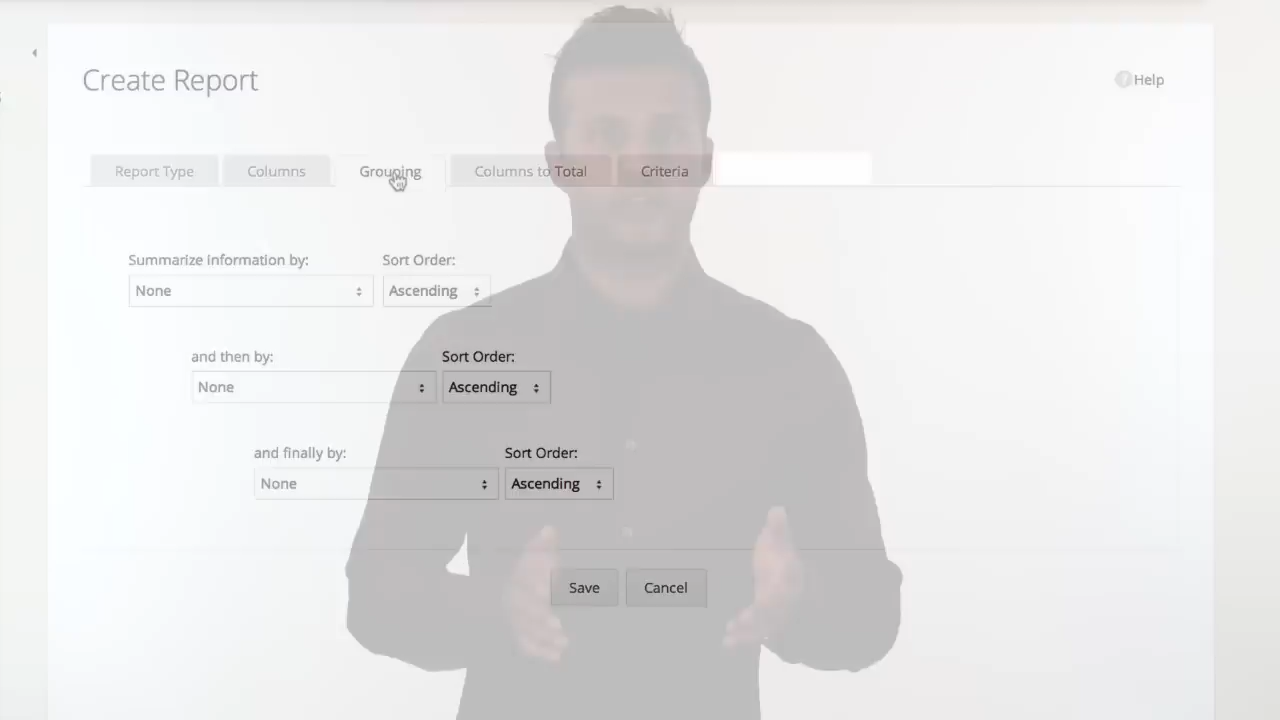 Create Report
Help
Report Type Columns Grouping Columns to Total Criteria
Summarize information by: Sort Order:
None Ascending
and then by: Sort Order:
None Ascending
and finally by: Sort Order:
None Ascending
Save Cancel